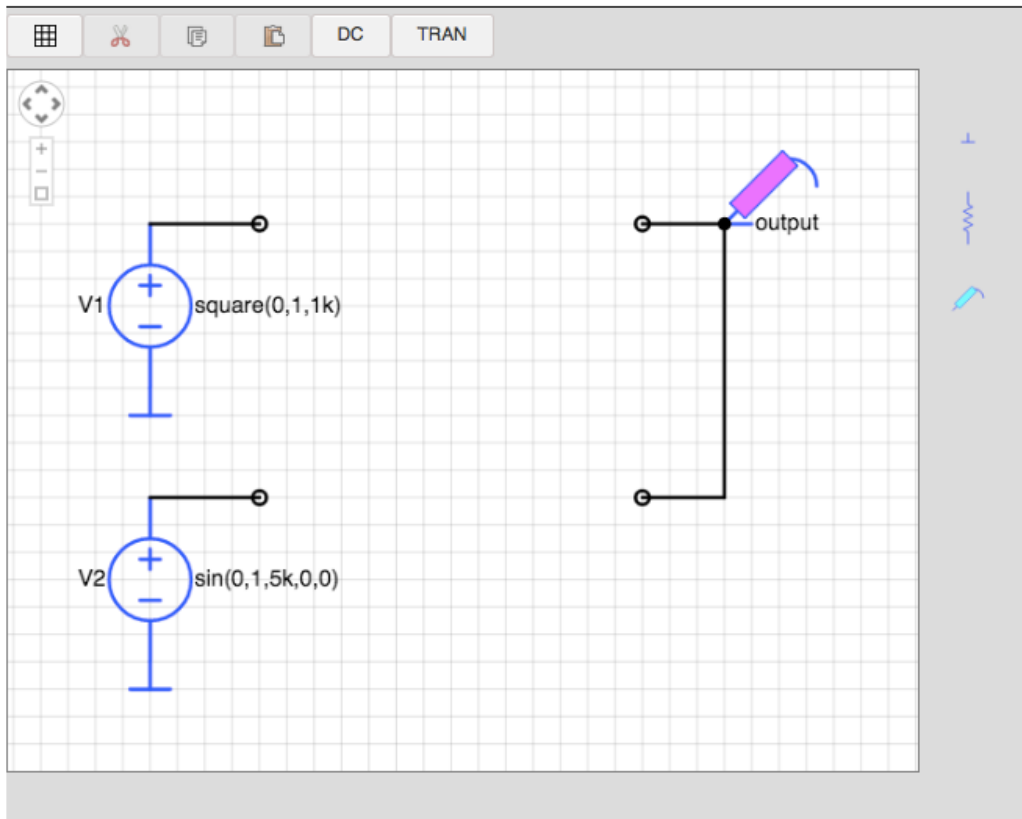 DC TRAN
output
V1 square(0,1,1k)
V2 sin(0,1,5k,0,0)